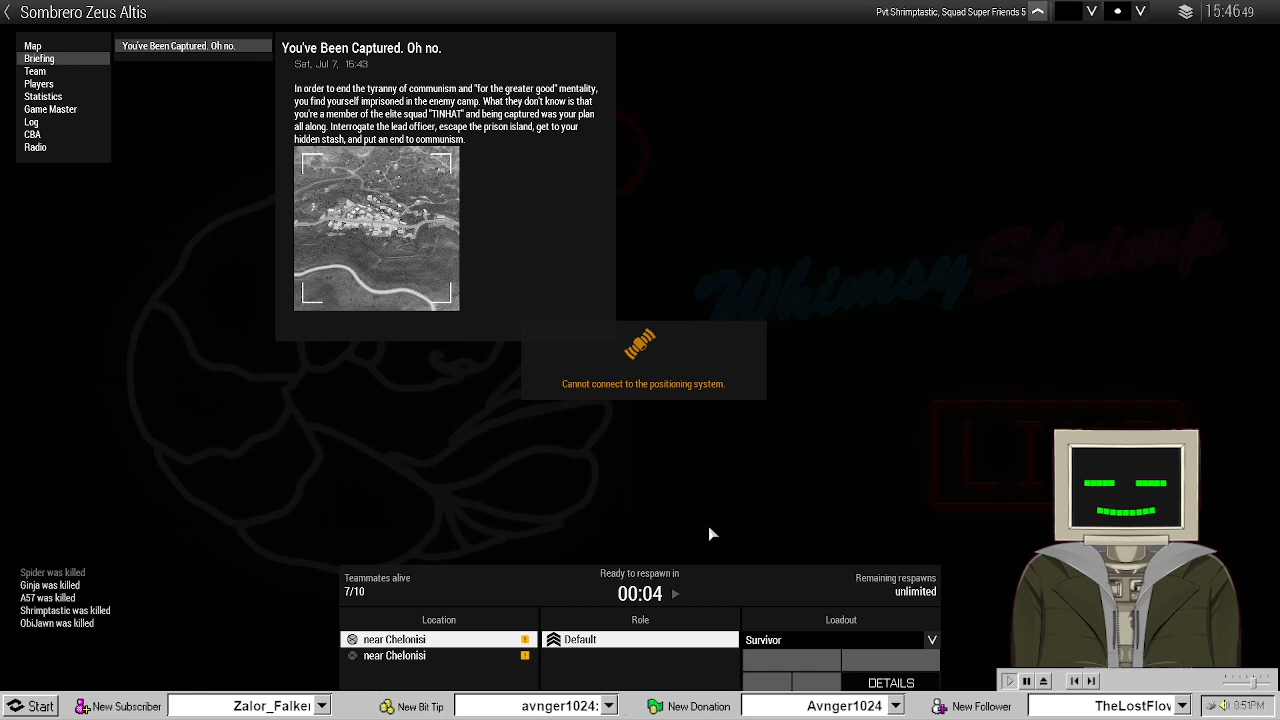 Sombrero Zeus Altis
Pvt Shrimptastic, Squad Super Friends 5
15:46 49
Map
Briefing
Team
Players
Statistics
Game Master
Log
CBA
Radio
You've Been Captured. Oh no.
You've Been Captured. Oh no.
Sat, Jul 7, 15:43
In order to end the tyranny of communism and "for the greater good" mentality,
you find yourself imprisoned in the enemy camp. What they don't know is that
you're a member of the elite squad "TINHAT" and being captured was your plan
all along. Interrogate the lead officer, escape the prison island, get to your
hidden stash, and put an end to communism.
Whimsy Shrimp
Cannot connect to the positioning system.
Spider was killed
Ginja was killed
A57 was killed
Shrimptastic was killed
ObiJawn was killed
Teammates alive
7/10
Ready to respawn in
00:04
Remaining respawns
unlimited
Location
near Chelonisi
near Chelonisi
Role
Default
Loadout
Survivor
DETAILS
Start
New Subscriber
Zalor_Falke
New Bit Tip
avnger1024:
New Donation
Avnger1024
New Follower
TheLostFlov
8:51PM